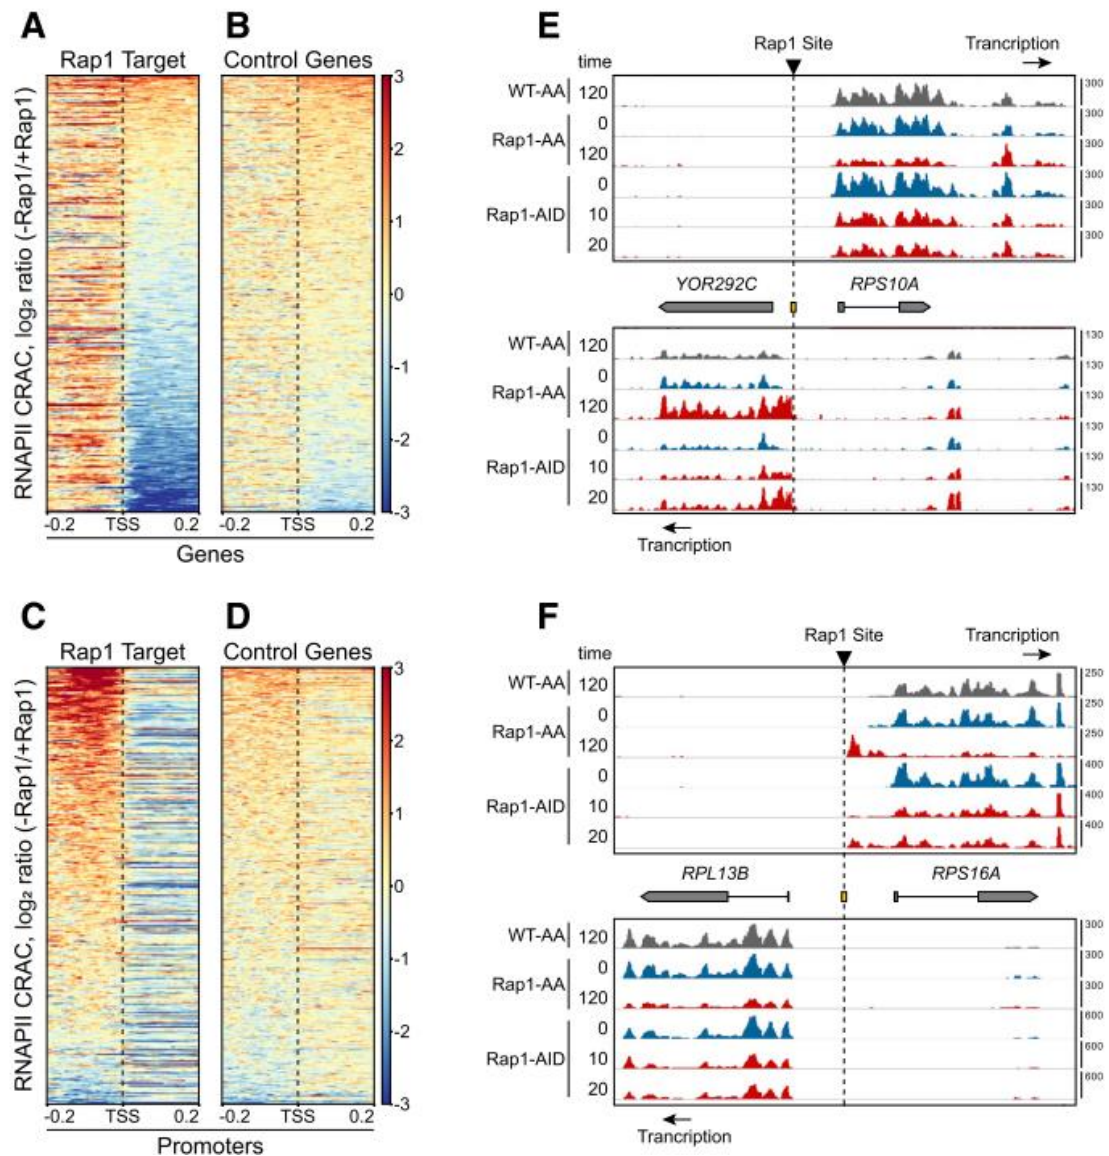 A
Rap1 Target
B
Control Genes
RNAPII CRAC, log₂ ratio (-Rap1/+Rap1)
3
2
1
0
-1
-2
-3
-0.2 TSS 0.2 -0.2 TSS 0.2
Genes
C
Rap1 Target
D
Control Genes
RNAPII CRAC, log₂ ratio (-Rap1/+Rap1)
3
2
1
0
-1
-2
-3
-0.2 TSS 0.2 -0.2 TSS 0.2
Promoters
E
Rap1 Site
Trancription
time
WT-AA 120 300
Rap1-AA 0 300
120 300
Rap1-AID 0 300
10 300
20 300
YOR292C RPS10A
WT-AA 120 130
Rap1-AA 0 130
120 130
Rap1-AID 0 130
10 130
20 130
Trancription
F
Rap1 Site
Trancription
time
WT-AA 120 250
Rap1-AA 0 250
120 250
Rap1-AID 0 400
10 400
20 400
RPL13B RPS16A
WT-AA 120 300
Rap1-AA 0 300
120 300
Rap1-AID 0 600
10 600
20 600
Trancription